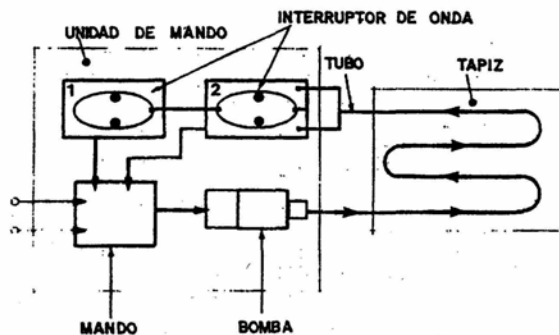 INTERRUPTOR DE ONDA
UNIDAD DE MANDO
TUBO
TAPIZ
1
2
MANDO
BOMBA